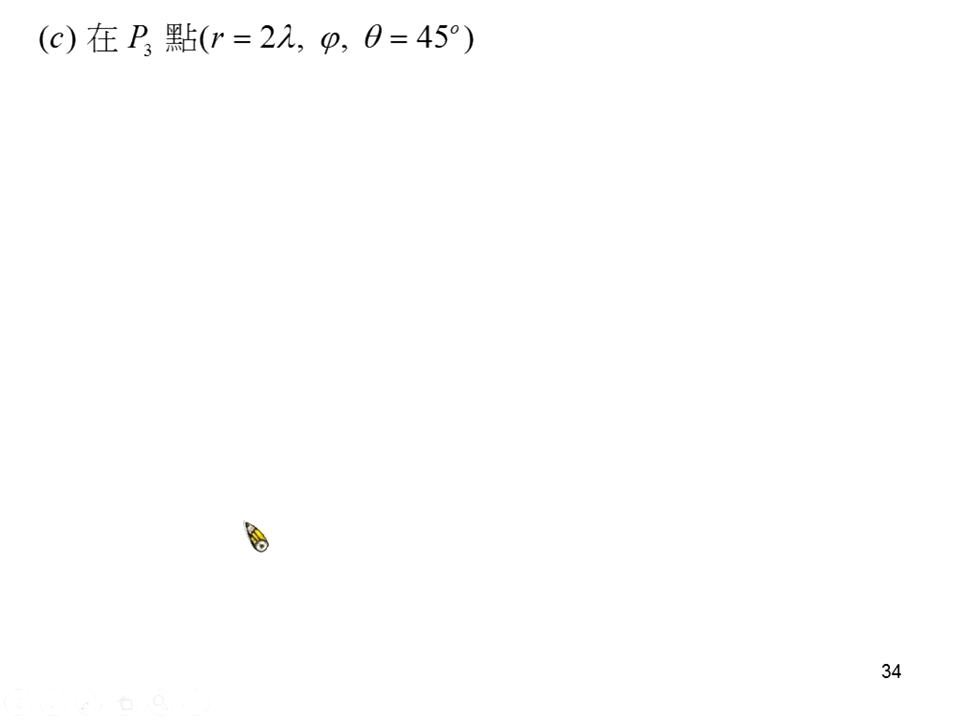 (c) 在 P₃ 點(r = 2λ, φ, θ = 45°)
34